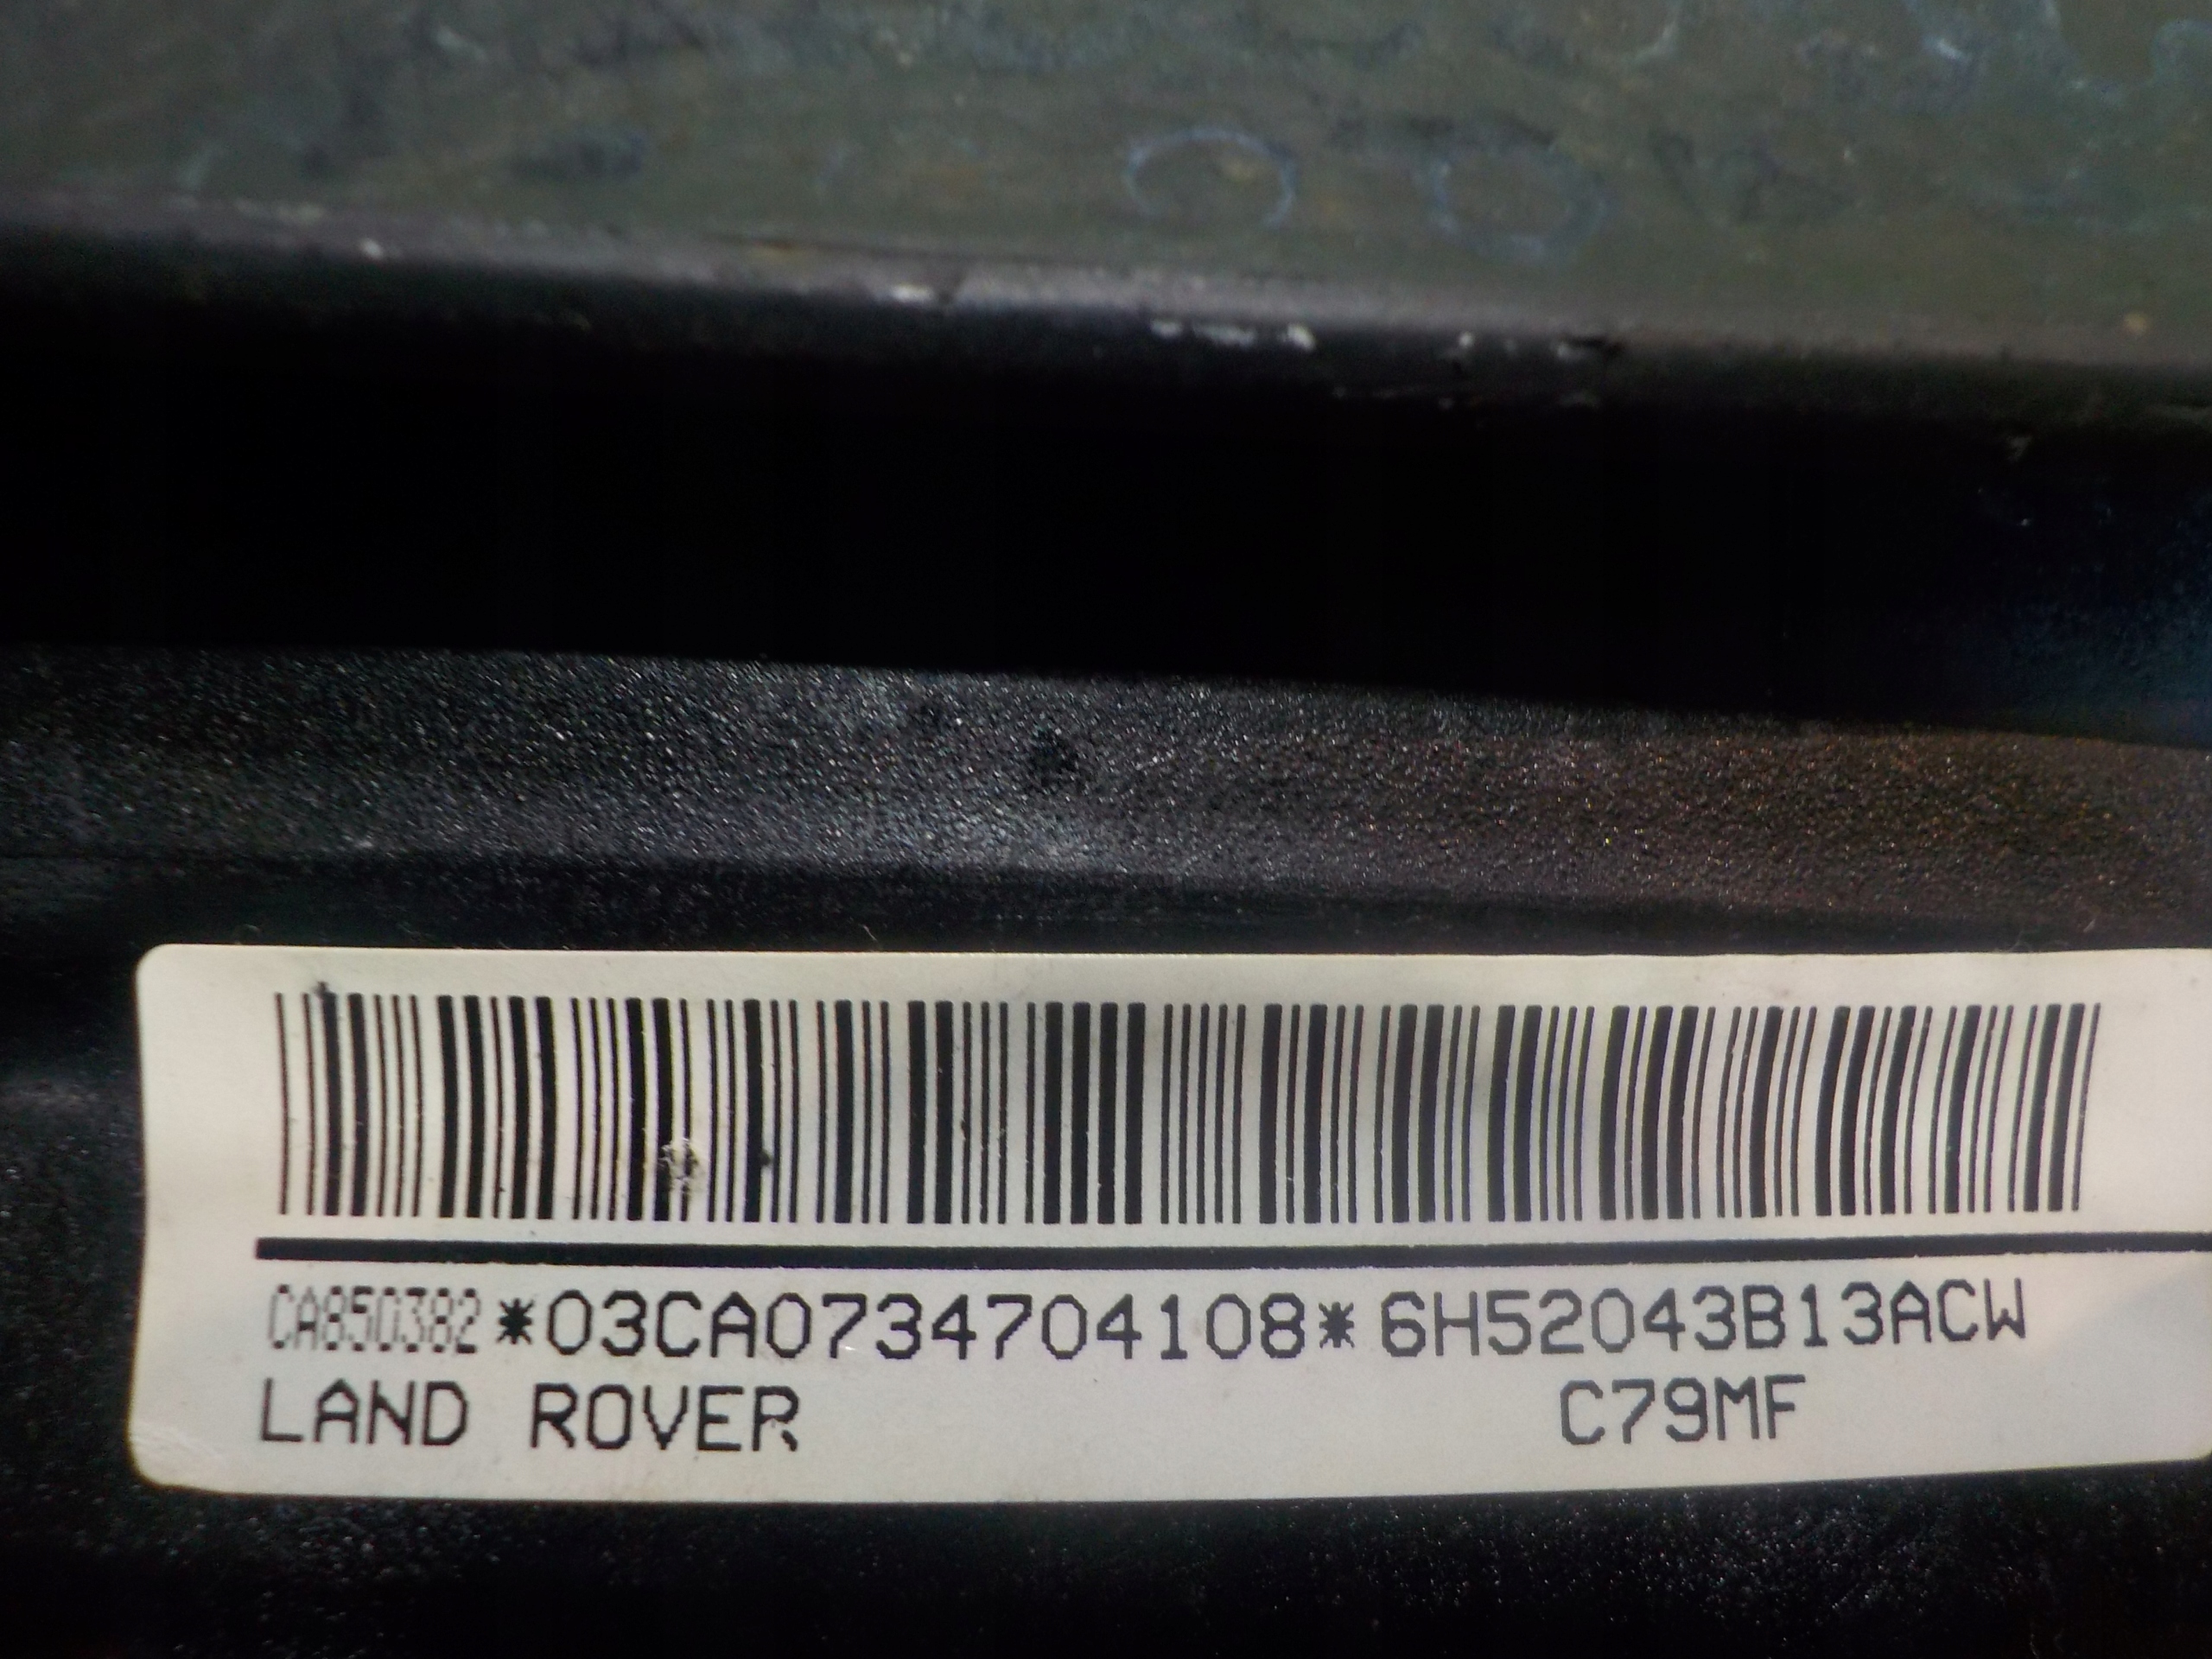 CA850382*03CA0734704108*6H52043B13ACW
LAND ROVER C79MF